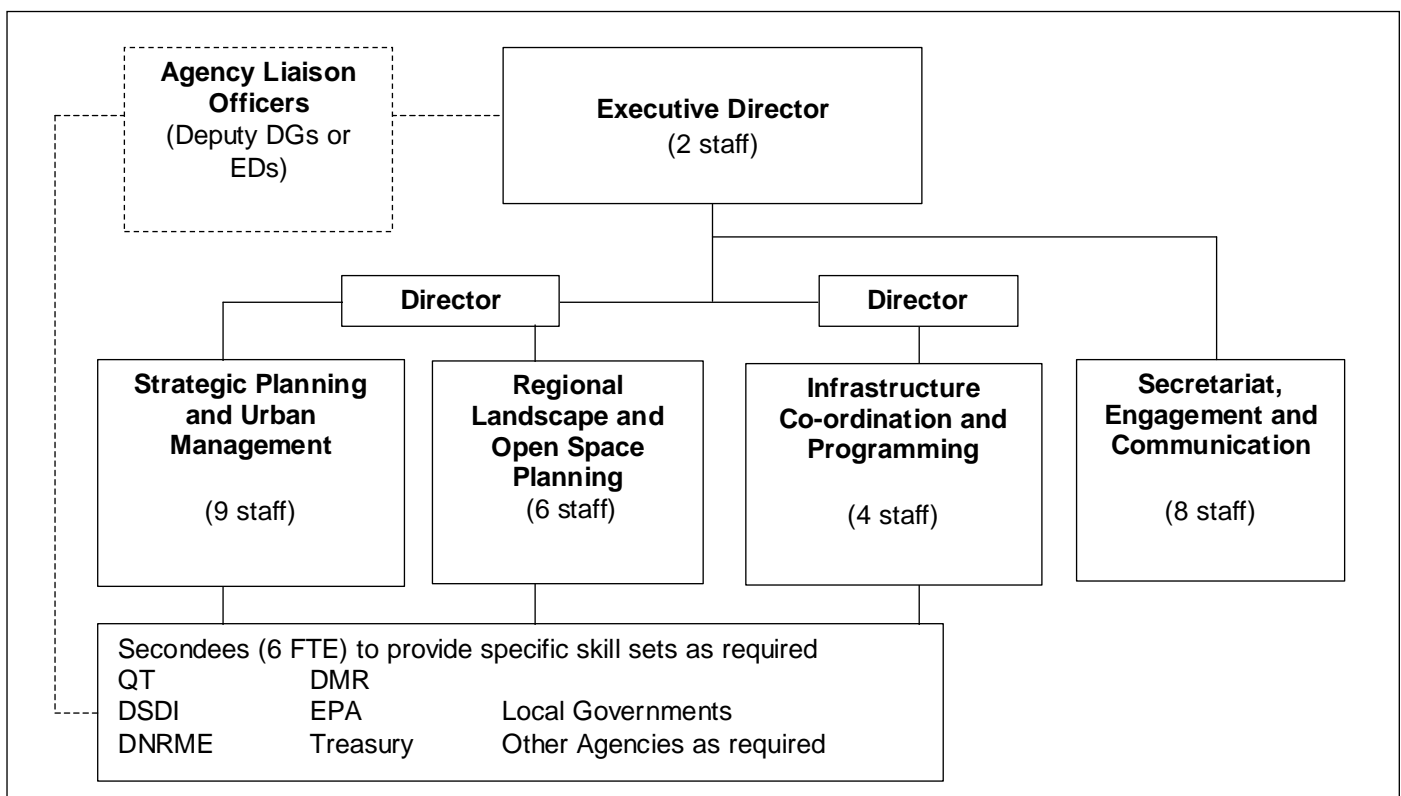 Agency Liaison
Officers
(Deputy DGs or
EDs)
Executive Director
(2 staff)
Director
Director
Strategic Planning
and Urban
Management
(9 staff)
Regional
Landscape and
Open Space
Planning
(6 staff)
Infrastructure
Co-ordination and
Programming
(4 staff)
Secretariat,
Engagement and
Communication
(8 staff)
Secondees (6 FTE) to provide specific skill sets as required
QT DMR
DSDI EPA Local Governments
DNRME Treasury Other Agencies as required